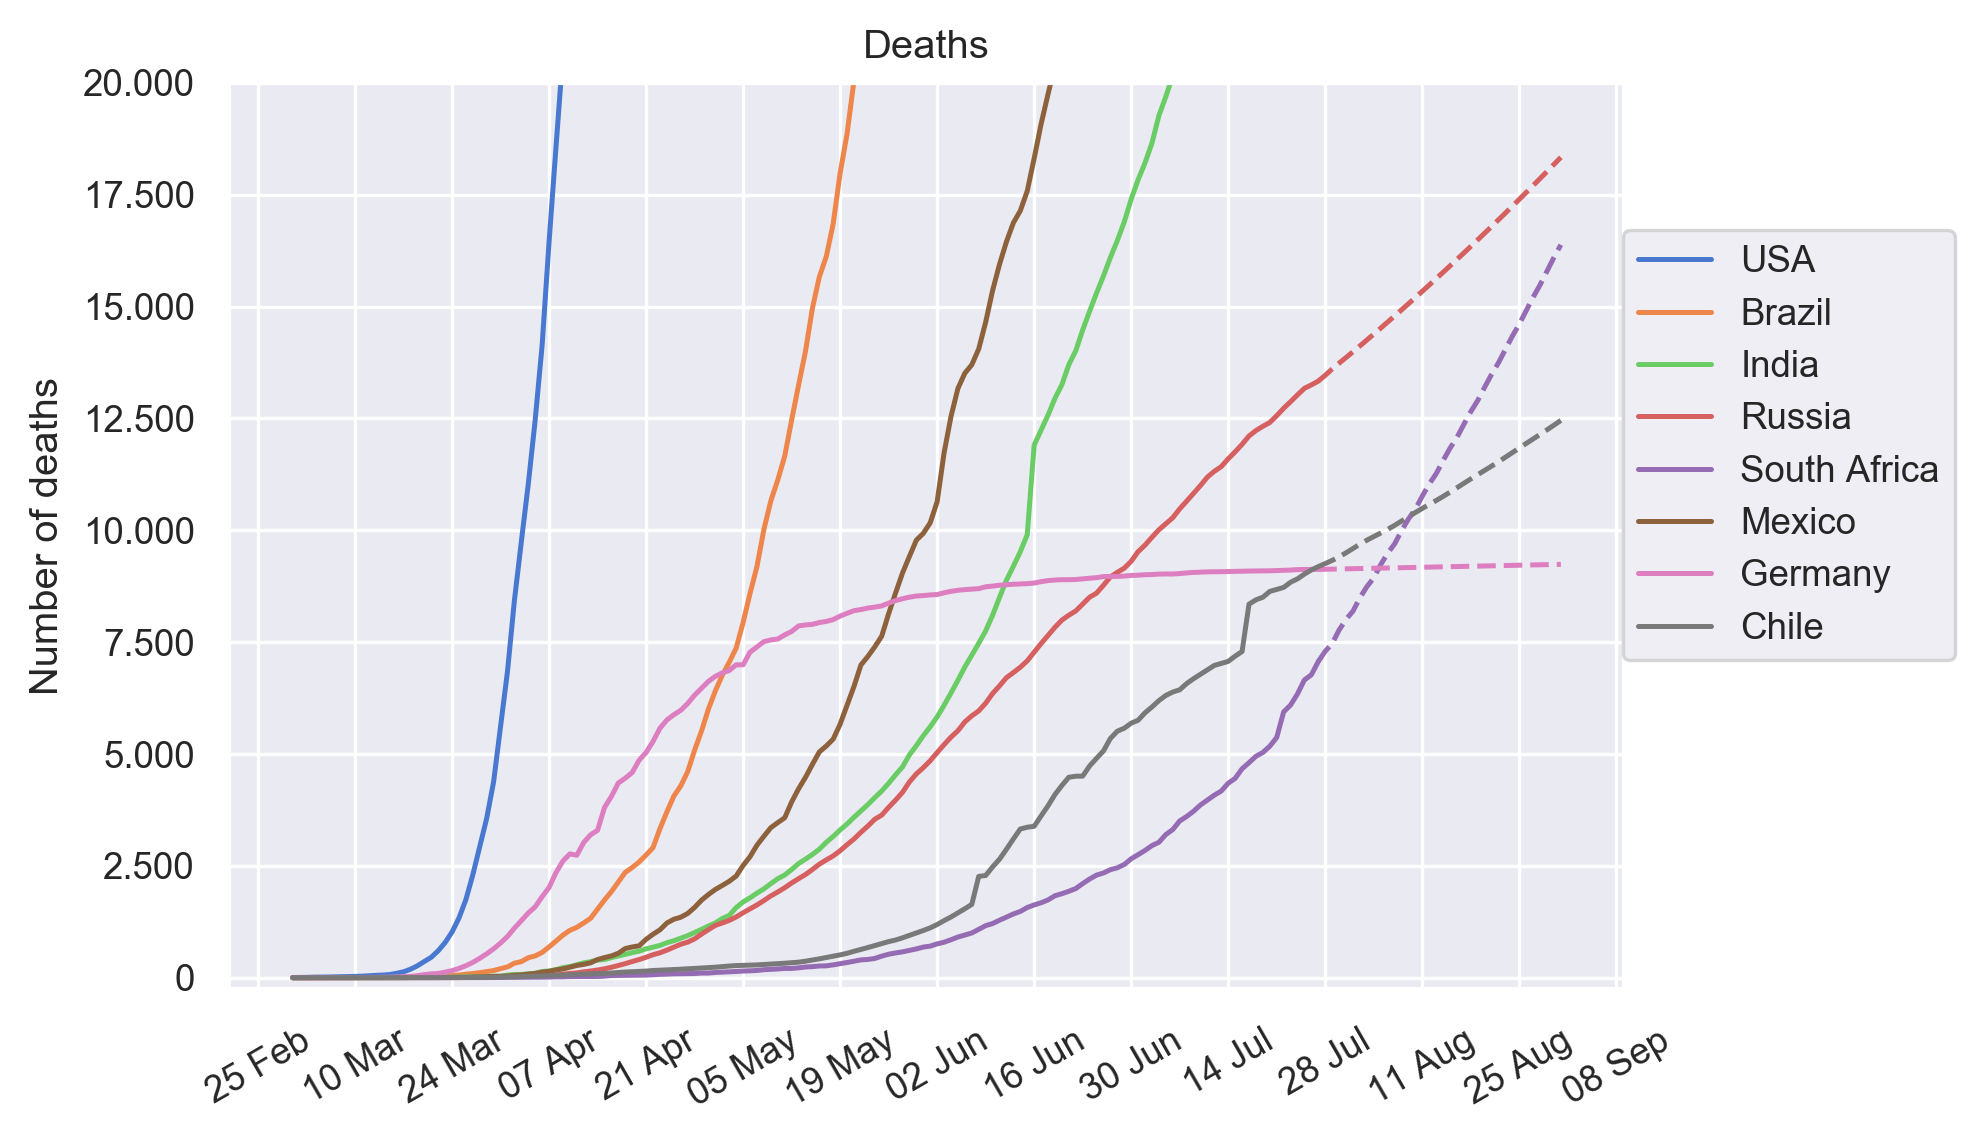 Deaths
20.000
17.500
15.000
12.500
10.000
7.500
5.000
2.500
0
Number of deaths
25 Feb
10 Mar
24 Mar
07 Apr
21 Apr
05 May
19 May
02 Jun
16 Jun
30 Jun
14 Jul
28 Jul
11 Aug
25 Aug
08 Sep
USA
Brazil
India
Russia
South Africa
Mexico
Germany
Chile